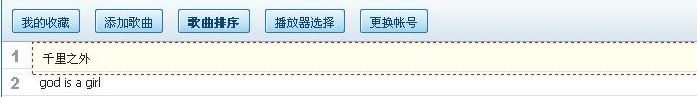 我的收藏 添加歌曲 歌曲排序 播放器选择 更换帐号
1 千里之外
2 god is a girl